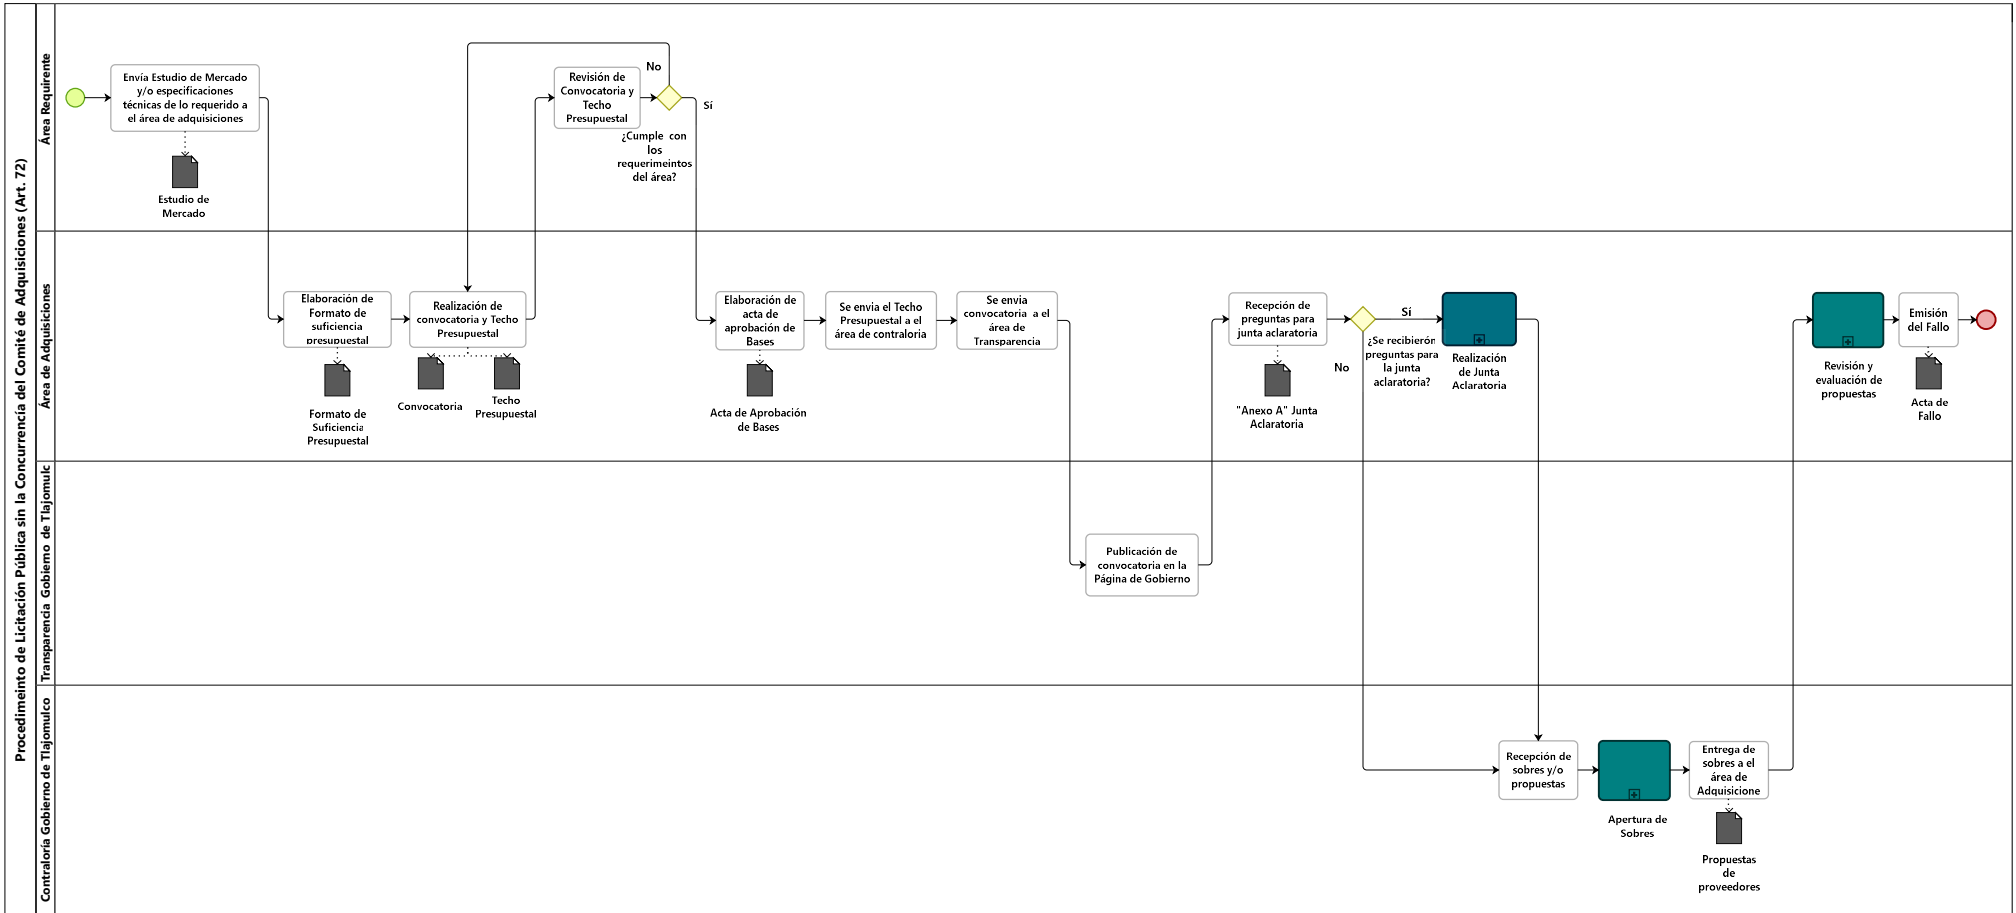 Procedimeinto de Licitación Pública sin la Concurrencia del Comité de Adquisiciones (Art. 72)
Área Requirente
Envía Estudio de Mercado
y/o especificaciones
técnicas de lo requerido a
el área de adquisiciones
Estudio de
Mercado
Revisión de
Convocatoria y
Techo
Presupuestal
No
Sí
¿Cumple con
los
requerimeintos
del área?
Área de Adquisiciones
Elaboración de
Formato de
suficiencia
presupuestal
Formato de
Suficiencia
Presupuestal
Realización de
convocatoria y Techo
Presupuestal
Convocatoria
Techo
Presupuestal
Elaboración de
acta de
aprobación de
Bases
Acta de Aprobación
de Bases
Se envia el Techo
Presupuestal a el
área de contraloria
Se envia
convocatoria a el
área de
Transparencia
Recepción de
preguntas para
junta aclaratoria
"Anexo A" Junta
Aclaratoria
Sí
¿Se recibierón
preguntas para
la junta
aclaratoria?
No
Realización
de Junta
Aclaratoria
Revisión y
evaluación de
propuestas
Emisión
del Fallo
Acta de
Fallo
Transparencia Gobierno de Tlajomulc
Publicación de
convocatoria en la
Página de Gobierno
Contraloría Gobierno de Tlajomulco
Recepción de
sobres y/o
propuestas
Apertura de
Sobres
Entrega de
sobres a el
área de
Adquisicione
Propuestas
de
proveedores